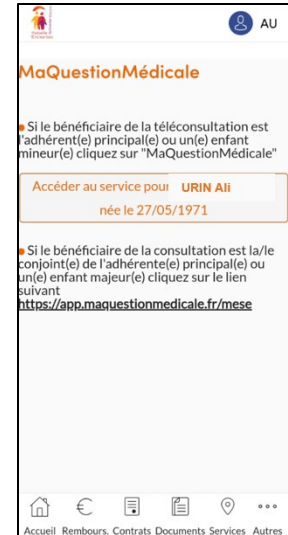 AU
MaQuestionMédicale
Si le bénéficiaire de la téléconsultation est
l'adhérent(e) principal(e) ou un(e) enfant
mineur(e) cliquez sur "MaQuestionMédicale"
Accéder au service pour URIN Ali
née le 27/05/1971
Si le bénéficiaire de la consultation est la/le
conjoint(e) de l'adhérente(e) principal(e) ou
un(e) enfant majeur(e) cliquez sur le lien
suivant
https://app.maquestionmedicale.fr/mese
Accueil Rembours. Contrats Documents Services Autres